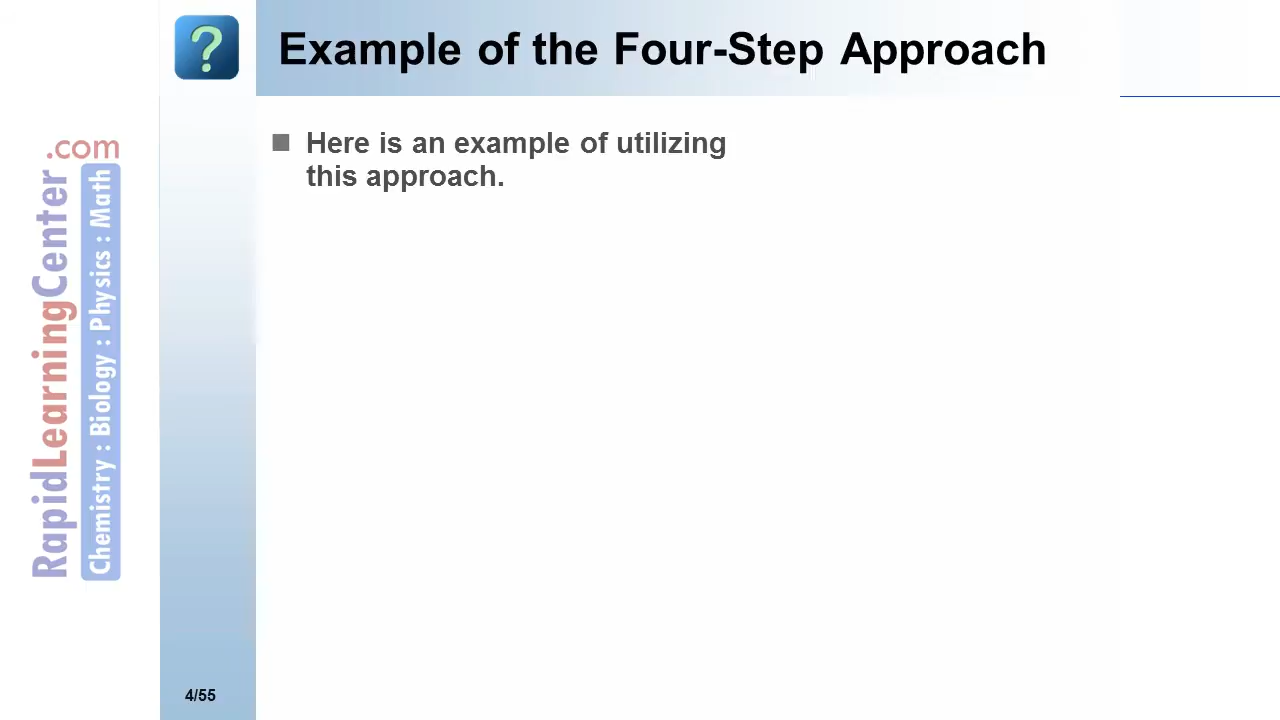 ?
Example of the Four-Step Approach
Here is an example of utilizing
this approach.
RapidLearningCenter.com
Chemistry : Biology : Physics : Math
4/55